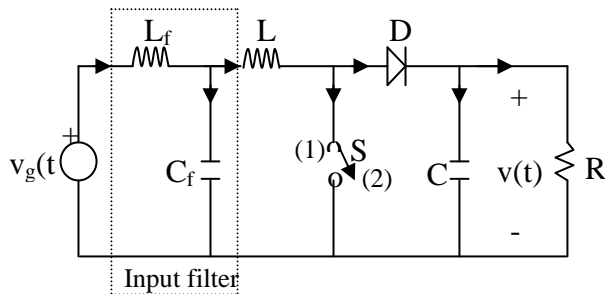 L_f L D
+
v_g(t
C_f
(1) S
(2)
C
+
v(t)
-
R
Input filter